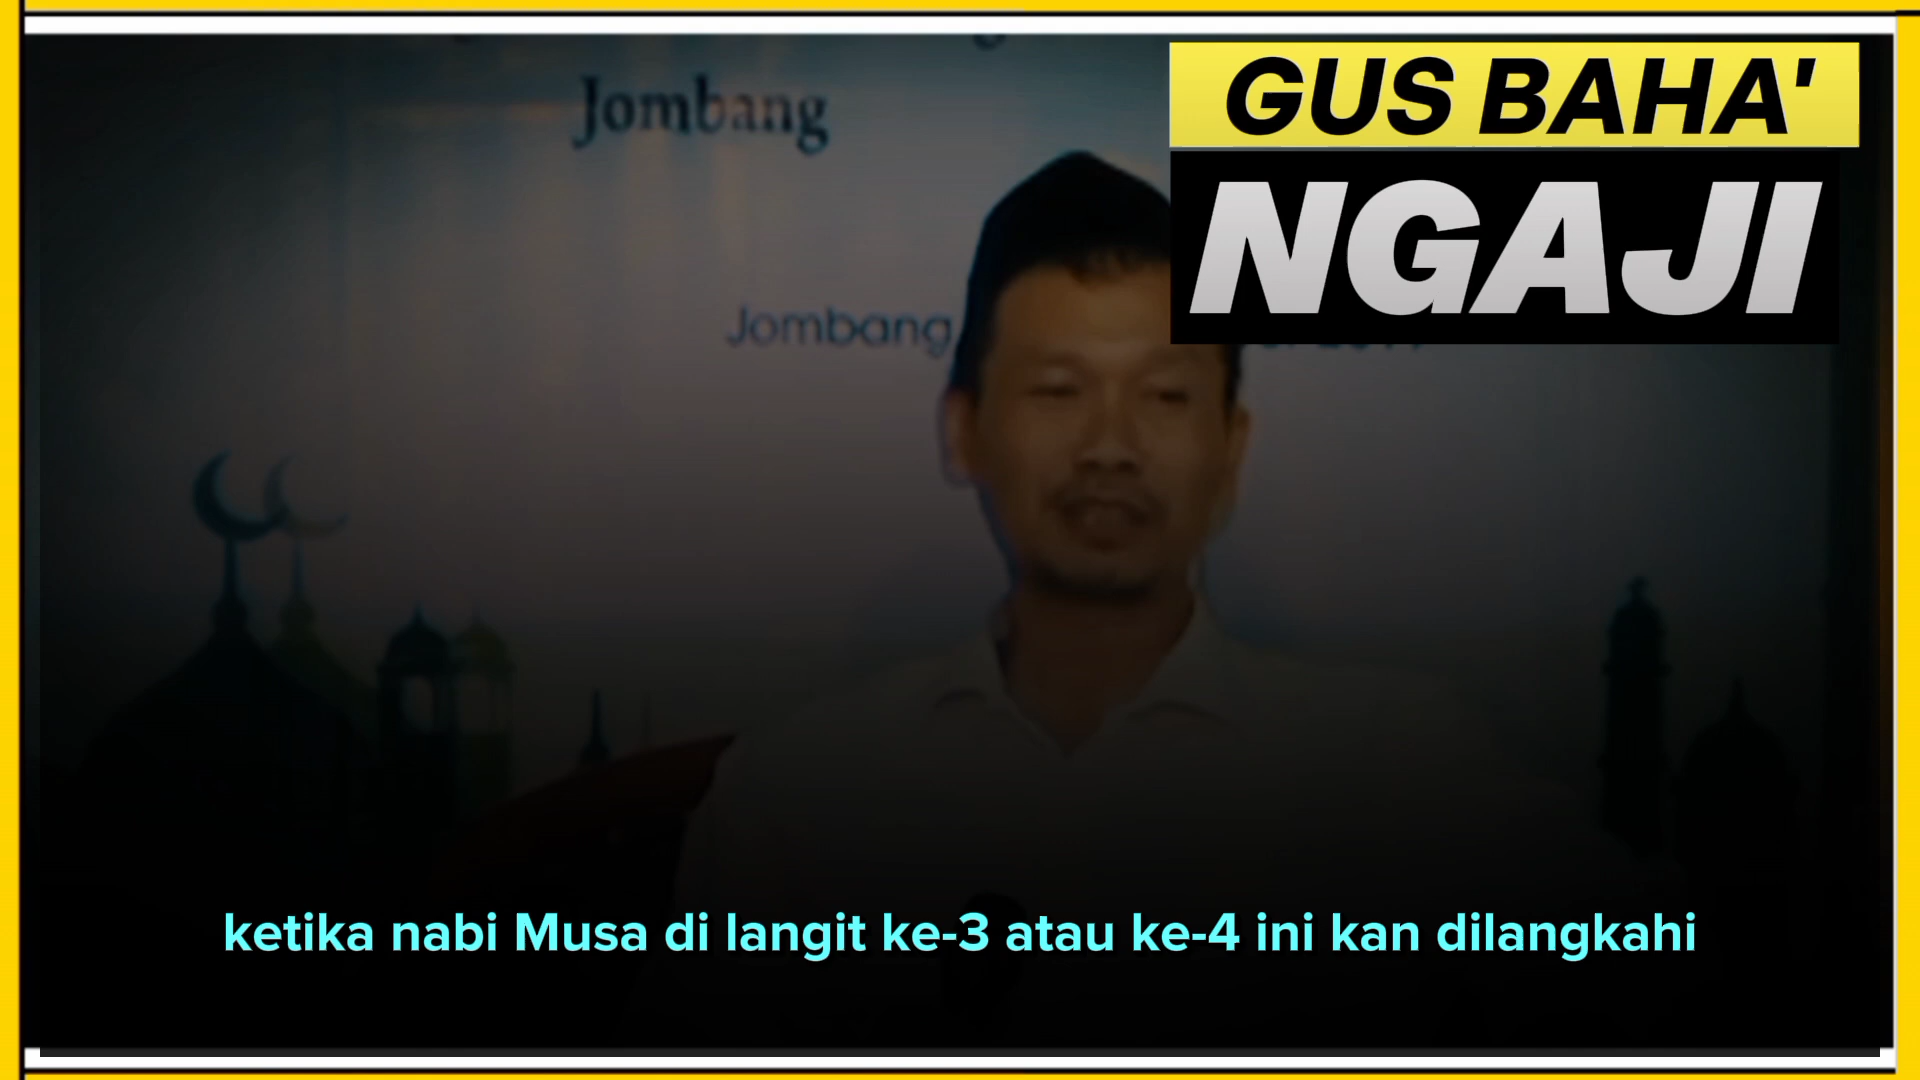 Jombang
GUS BAHA'
NGAJI
Jombang
ketika nabi Musa di langit ke-3 atau ke-4 ini kan dilangkahi